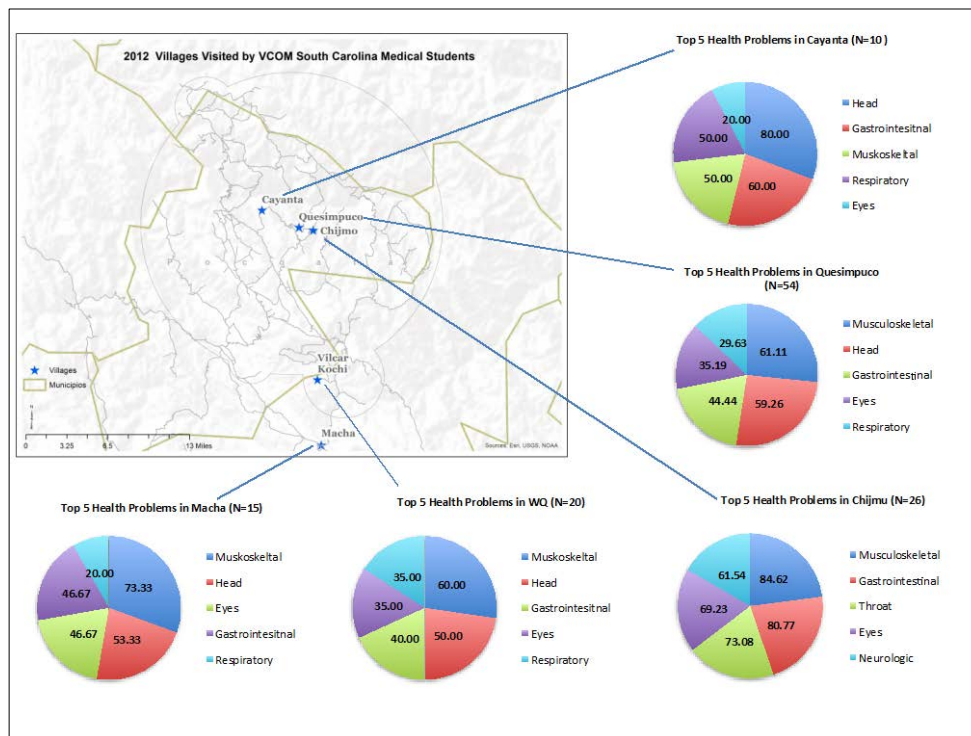 2012 Villages Visited by VCOM South Carolina Medical Students
Cayanta
Quesimpuco
Chijmo
P o c o a t a
Vilcar
Kochi
Macha
Villages
Municipios
0 3.25 6.5 13 Miles
Sources: Esri, USGS, NOAA
Top 5 Health Problems in Cayanta (N=10 )
80.00
60.00
50.00
50.00
20.00
Head
Gastrointesitnal
Muskoskeltal
Respiratory
Eyes
Top 5 Health Problems in Quesimpuco
(N=54)
61.11
59.26
44.44
35.19
29.63
Musculoskeletal
Head
Gastrointestinal
Eyes
Respiratory
Top 5 Health Problems in Macha (N=15)
73.33
53.33
46.67
46.67
20.00
Muskoskeltal
Head
Eyes
Gastrointesitnal
Respiratory
Top 5 Health Problems in WQ (N=20)
60.00
50.00
40.00
35.00
35.00
Muskoskeltal
Head
Gastrointesitnal
Eyes
Respiratory
Top 5 Health Problems in Chijmu (N=26)
84.62
80.77
73.08
69.23
61.54
Musculoskeletal
Gastrointestinal
Throat
Eyes
Neurologic